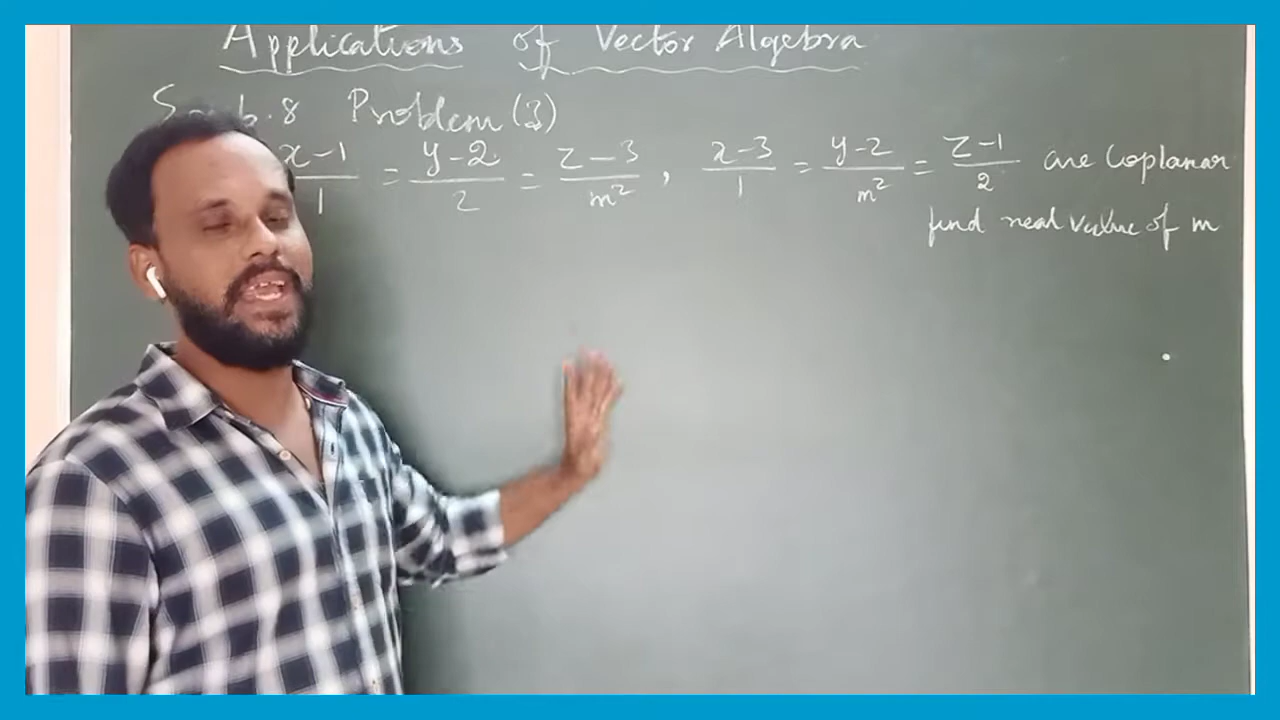 Applications of Vector Algebra
6.8 Problem (3)
x-1/1 = y-2/2 = z-3/m², x-3/1 = y-2/m² = z-1/2 are Coplanar
find real value of m